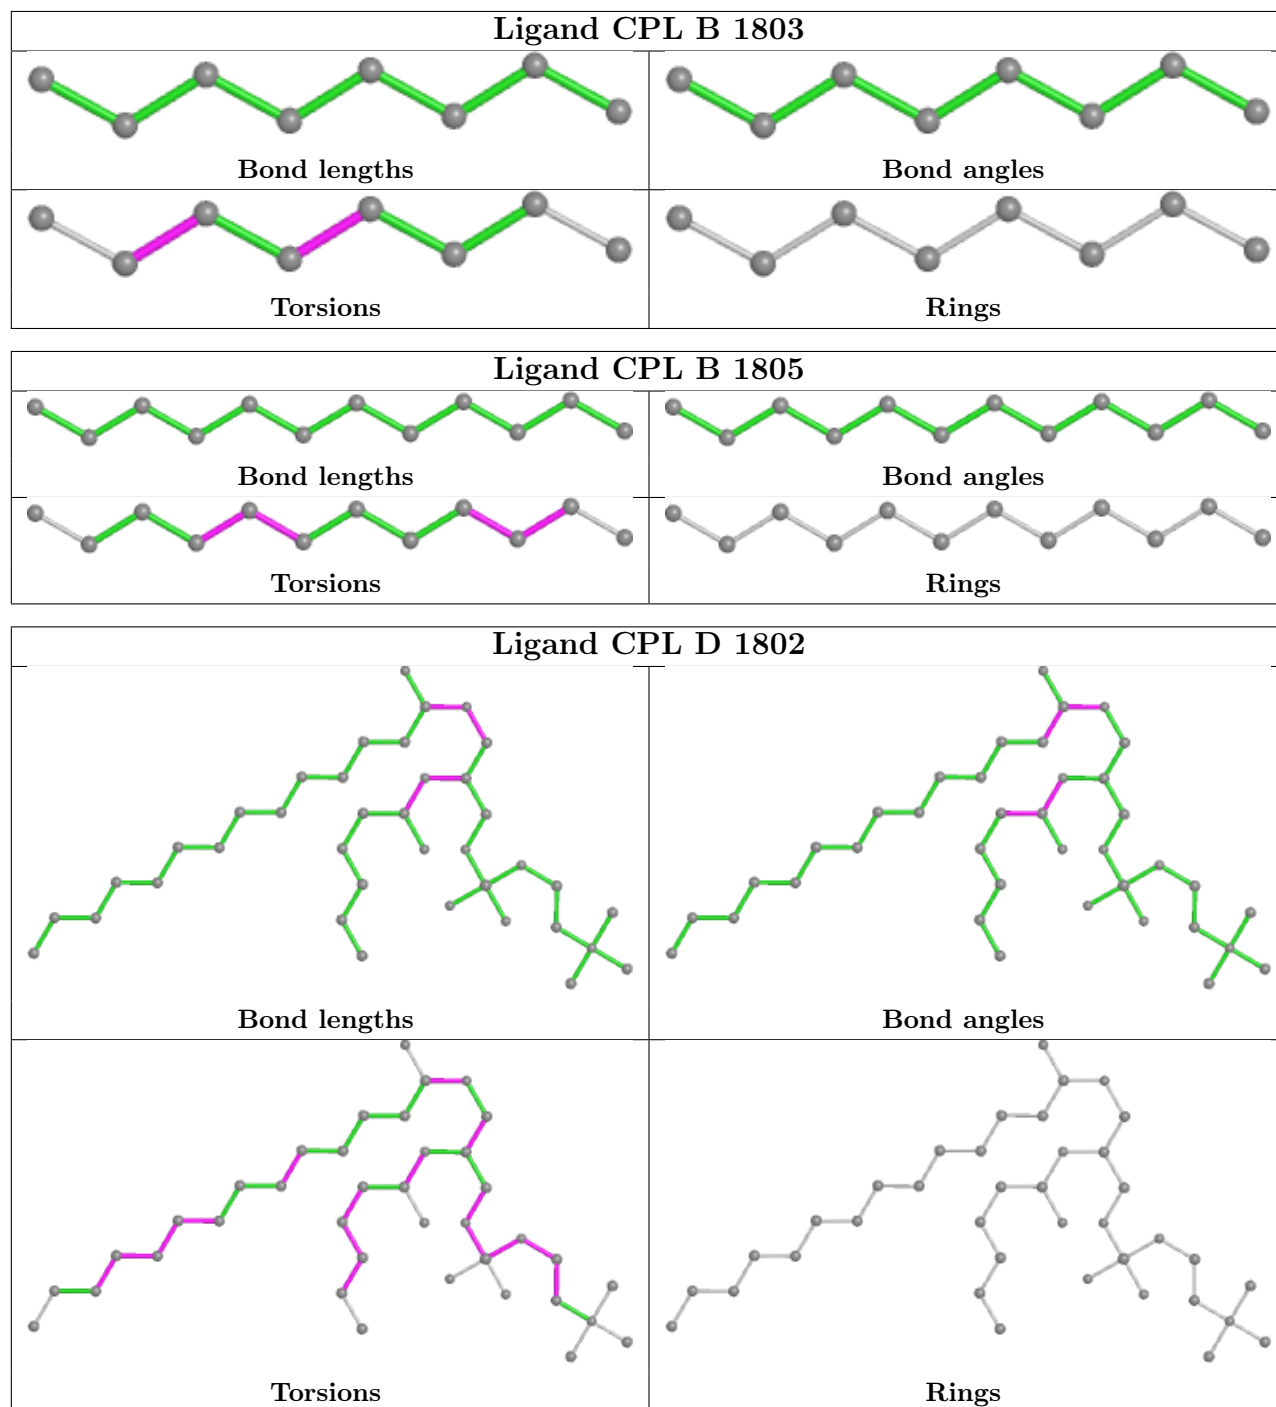 Ligand CPL B 1803
Bond lengths
Bond angles
Torsions
Rings
Ligand CPL B 1805
Bond lengths
Bond angles
Torsions
Rings
Ligand CPL D 1802
Bond lengths
Bond angles
Torsions
Rings